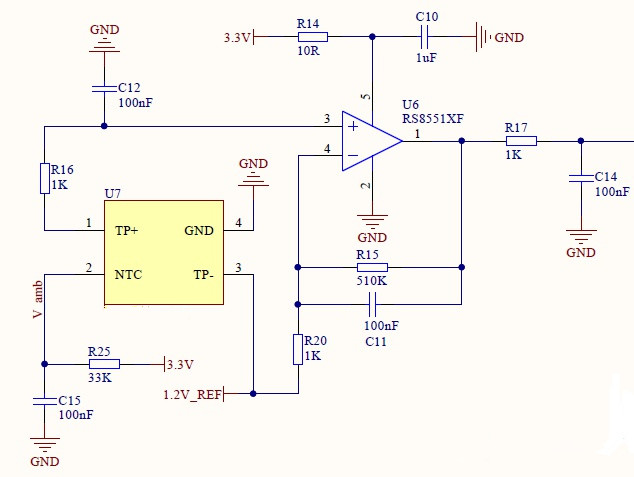 GND
3.3V
R14
10R
C10
1uF
GND
C12
100nF
5
U6
RS8551XF
3
4
1
2
GND
R17
1K
C14
100nF
GND
R16
1K
U7
GND
1
TP+
GND
4
2
NTC
TP-
3
V_amb
R15
510K
100nF
C11
R20
1K
R25
33K
3.3V
1.2V_REF
C15
100nF
GND